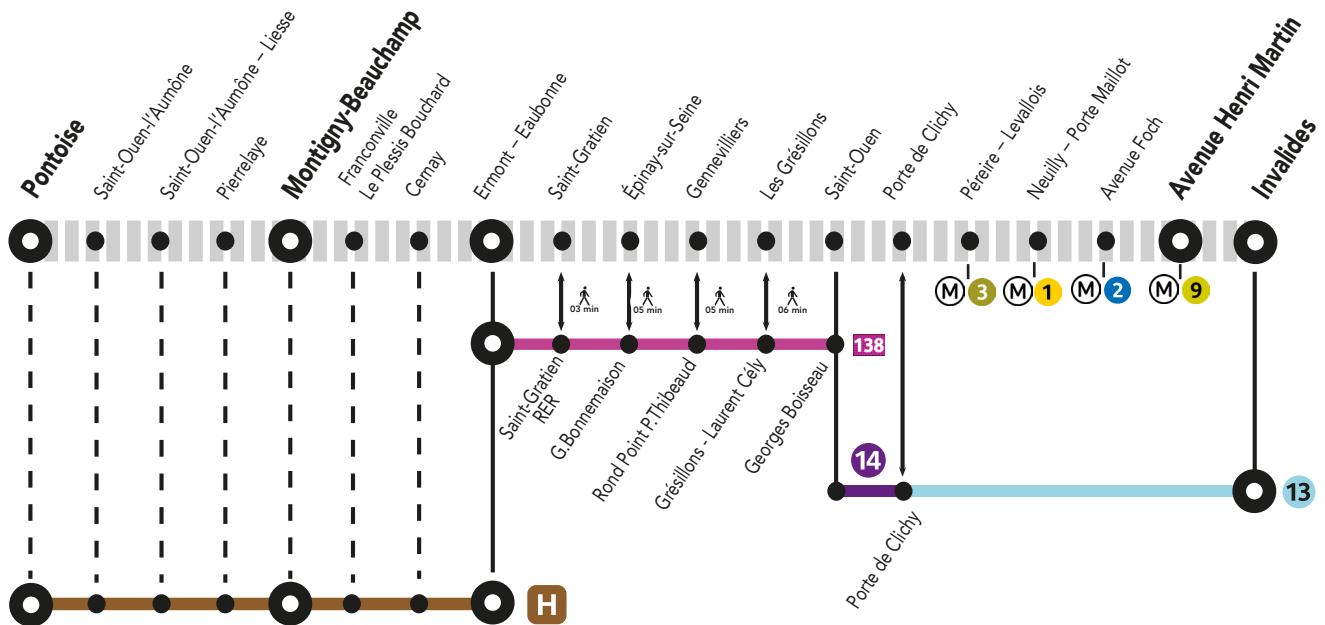 Pontoise
Saint-Ouen-l'Aumône
Saint-Ouen-l'Aumône – Liesse
Pierrelaye
Montigny-Beauchamp
Franconville
Le Plessis Bouchard
Cernay
Ermont – Eaubonne
Saint-Gratien
Épinay-sur-Seine
Gennevilliers
Les Grésillons
Saint-Ouen
Porte de Clichy
Péreire – Levallois
Neuilly – Porte Maillot
Avenue Foch
Avenue Henri Martin
Invalides
M 3
M 1
M 2
M 9
03 min
05 min
05 min
06 min
138
Saint-Gratien
RER
G.Bonnemaison
Rond Point P.Thibeaud
Grésillons - Laurent Cély
Georges Boisseau
14
13
Porte de Clichy
H